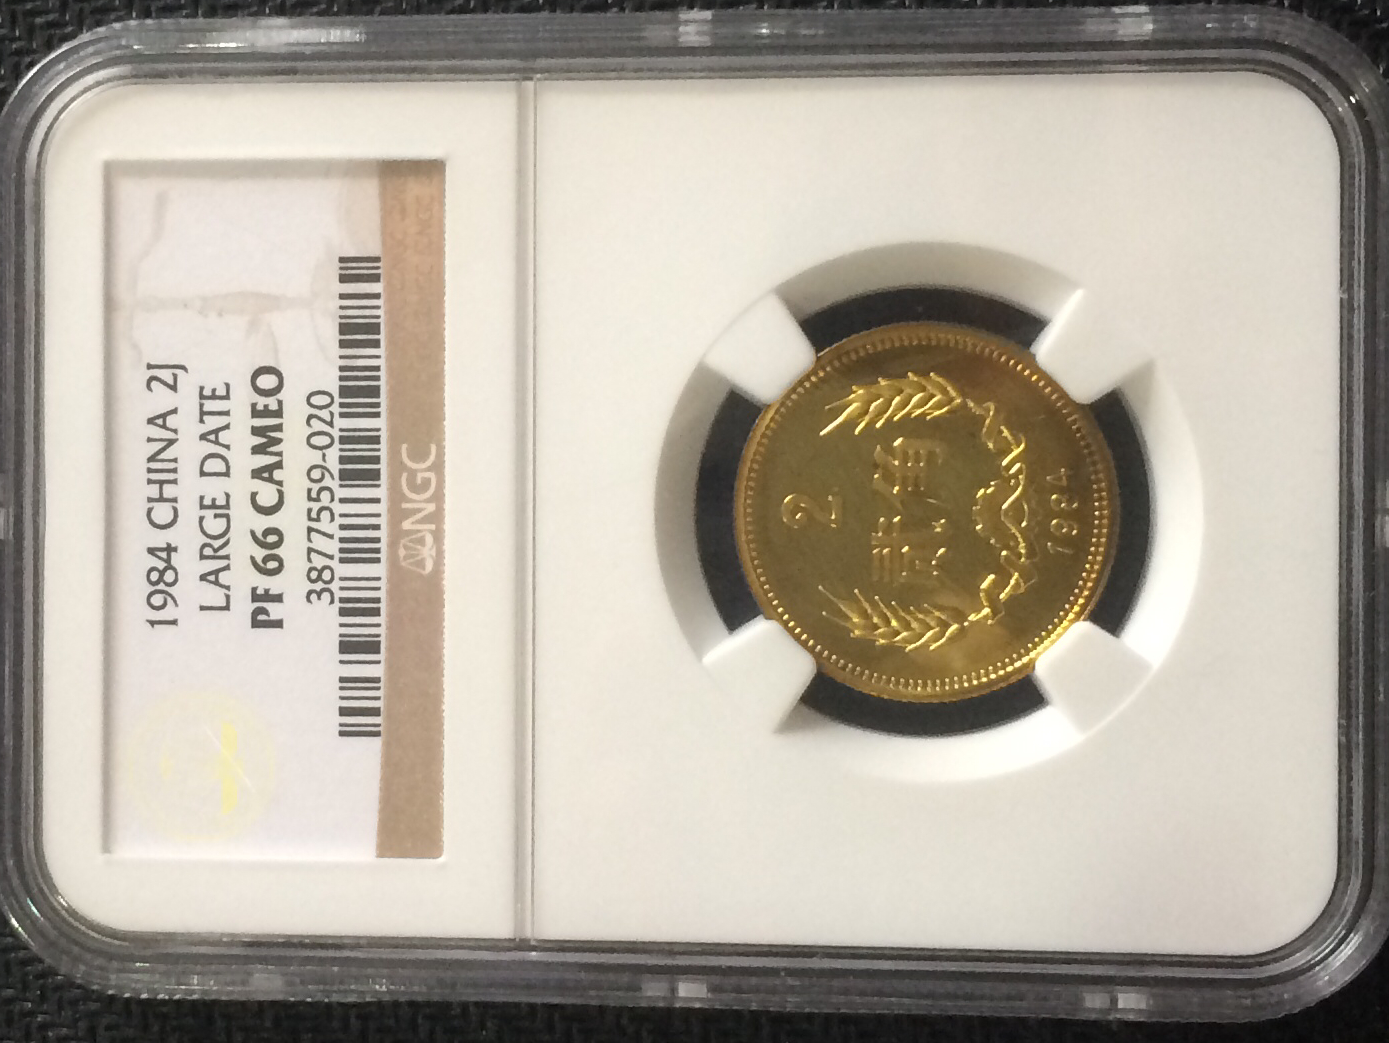 1984 CHINA 2J
LARGE DATE
PF 66 CAMEO
3877559-020
NGC
2
贰角
1984